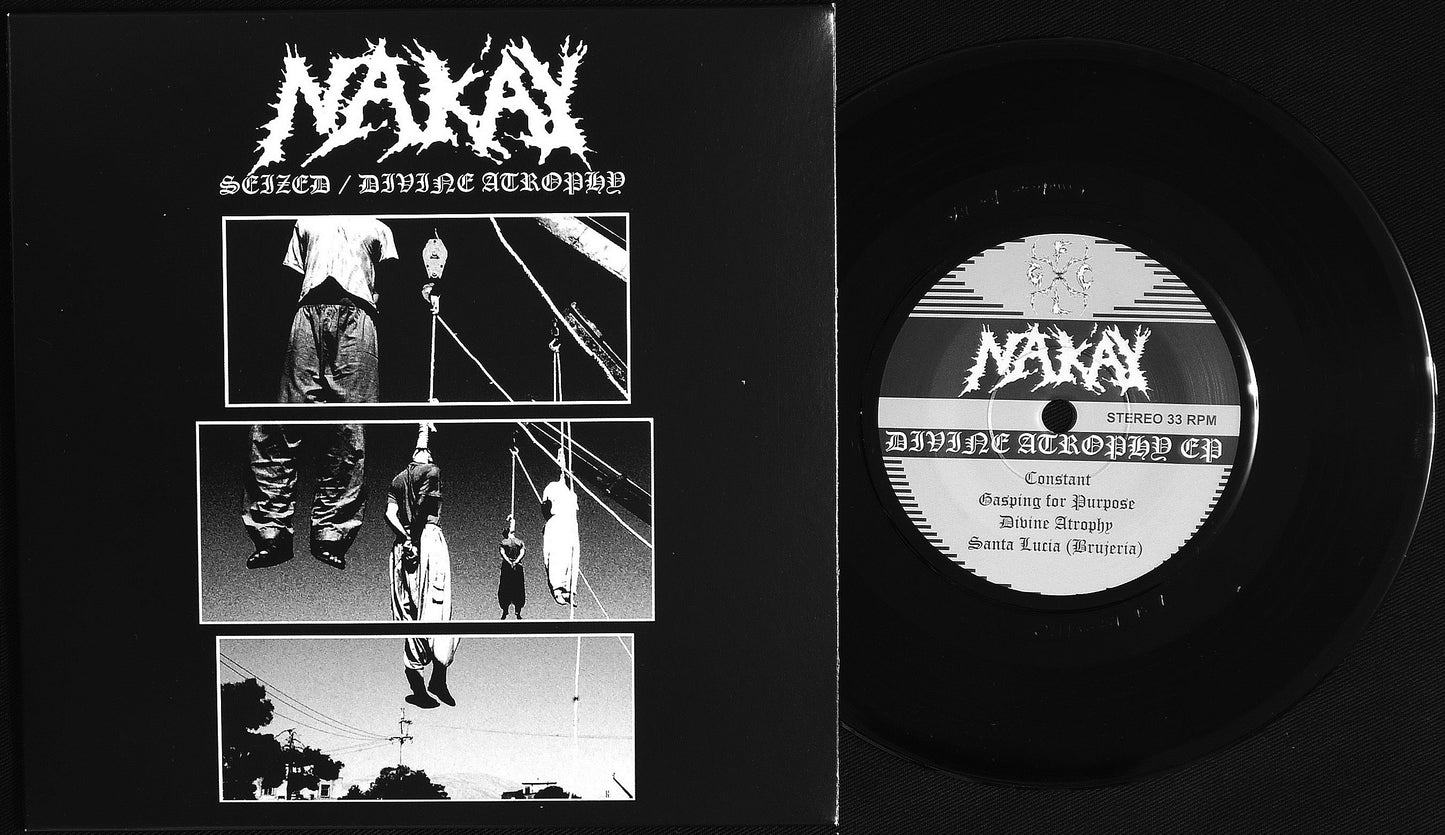 NAKAY
SEIZED / DIVINE ATROPHY
NAKAY
STEREO 33 RPM
DIVINE ATROPHY EP
Constant
Gasping for Purpose
Divine Atrophy
Santa Lucia (Brujeria)